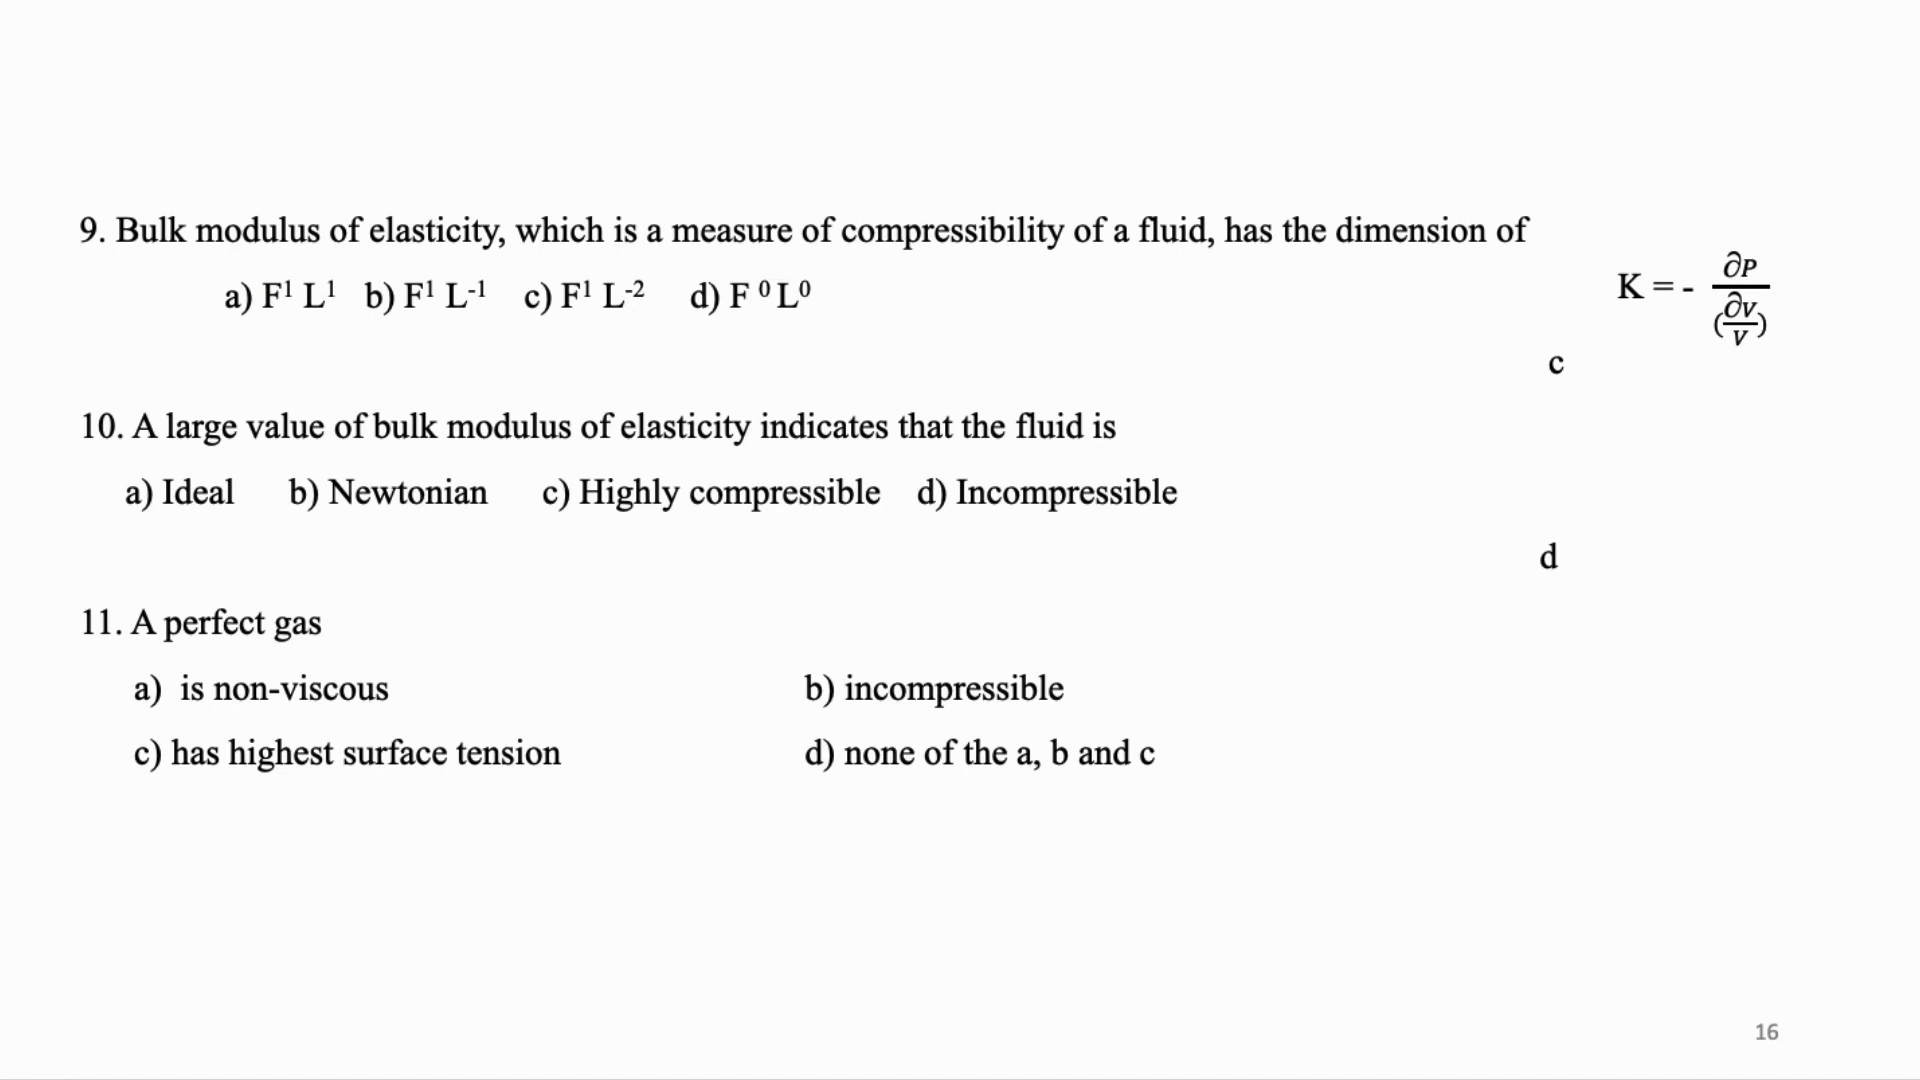 9. Bulk modulus of elasticity, which is a measure of compressibility of a fluid, has the dimension of
a) F¹ L¹ b) F¹ L⁻¹ c) F¹ L⁻² d) F ⁰ L⁰
K = - ∂P / (∂V / V)
c
10. A large value of bulk modulus of elasticity indicates that the fluid is
a) Ideal b) Newtonian c) Highly compressible d) Incompressible
d
11. A perfect gas
a) is non-viscous b) incompressible
c) has highest surface tension d) none of the a, b and c
16